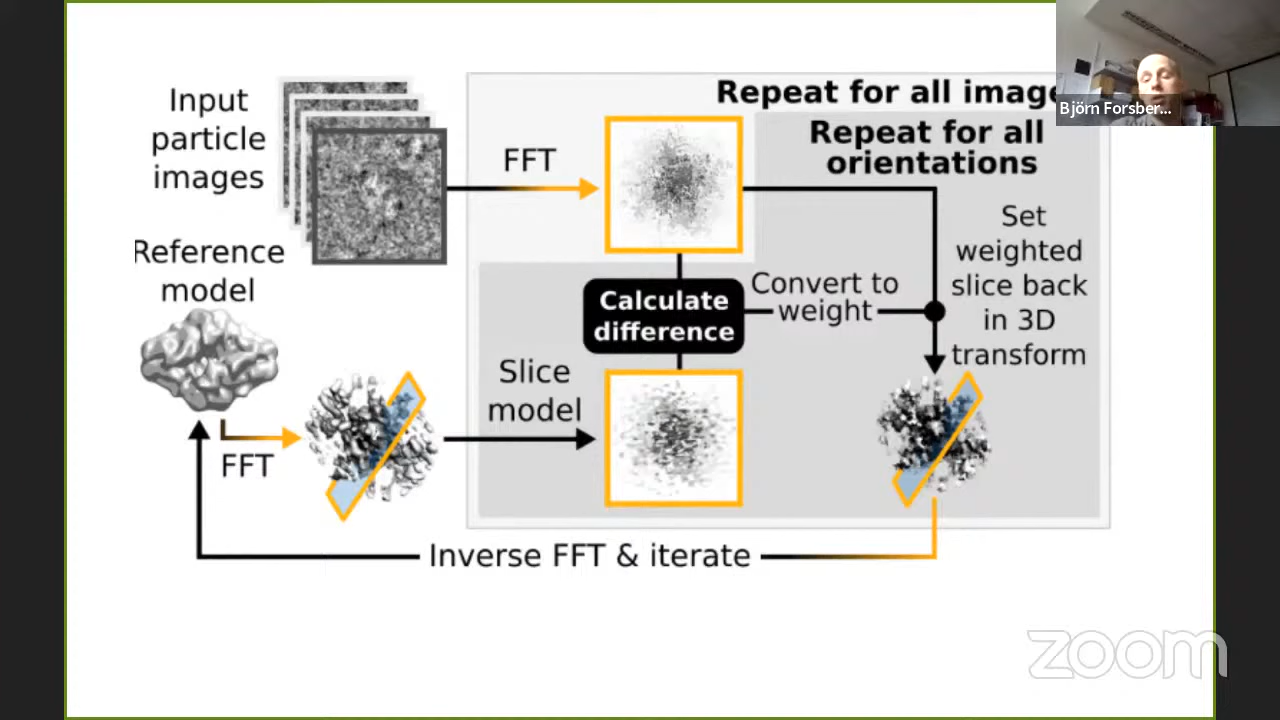 Input
particle
images
Reference
model
FFT
FFT
Repeat for all image
Repeat for all
orientations
Calculate
difference
Convert to
weight
Set
weighted
slice back
in 3D
transform
Slice
model
Inverse FFT & iterate
Björn Forsber...
zoom